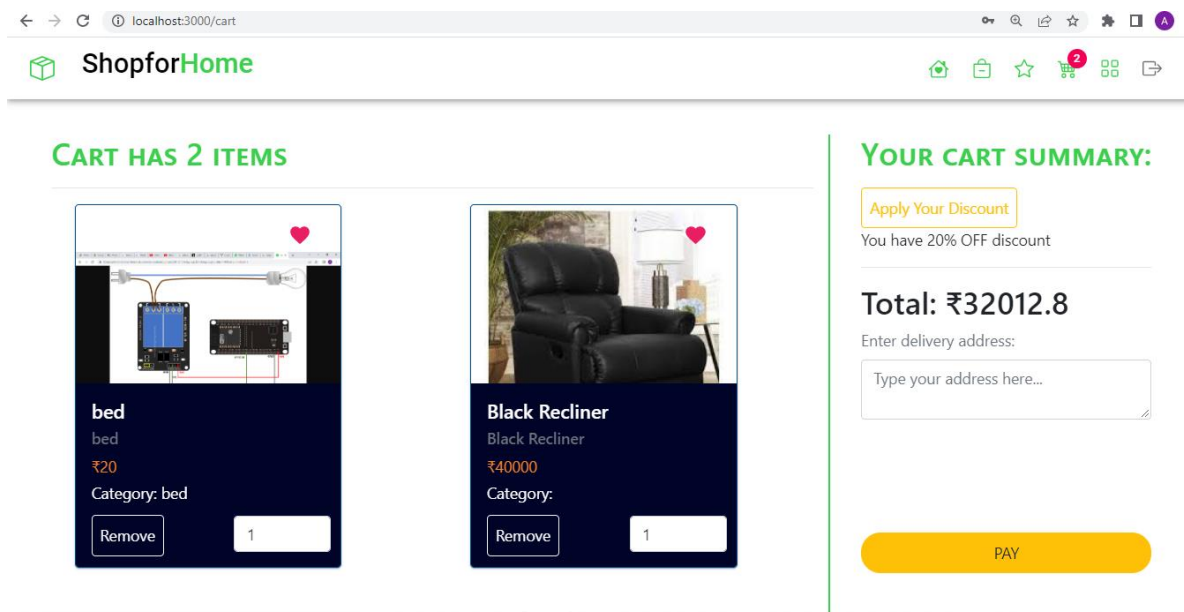 localhost:3000/cart
A
ShopforHome
2
CART HAS 2 ITEMS
bed
bed
₹20
Category: bed
Remove
1
Black Recliner
Black Recliner
₹40000
Category:
Remove
1
YOUR CART SUMMARY:
Apply Your Discount
You have 20% OFF discount
Total: ₹32012.8
Enter delivery address:
Type your address here...
PAY